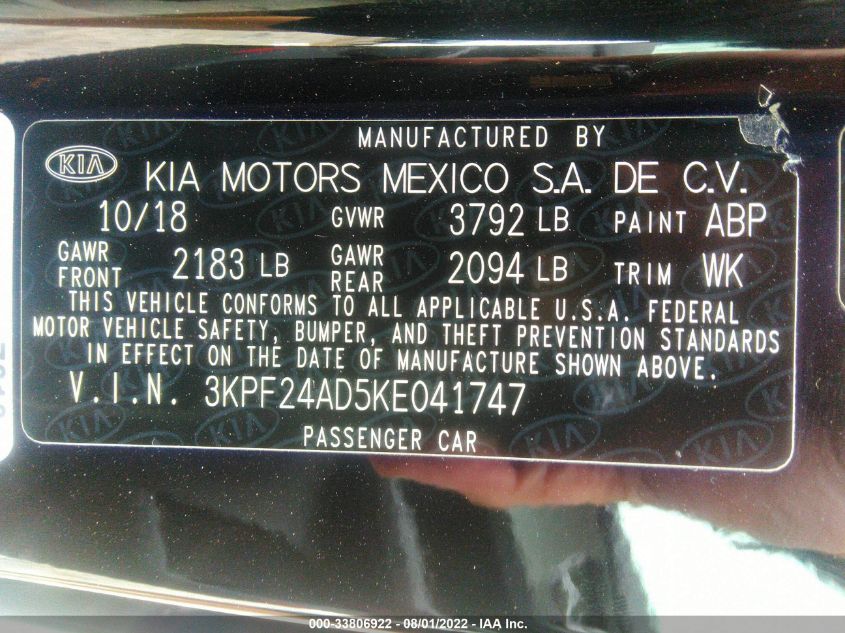 MANUFACTURED BY
KIA
KIA MOTORS MEXICO S.A. DE C.V.
10/18 GVWR 3792 LB PAINT ABP
GAWR FRONT 2183 LB GAWR REAR 2094 LB TRIM WK
THIS VEHICLE CONFORMS TO ALL APPLICABLE U.S.A. FEDERAL
MOTOR VEHICLE SAFETY, BUMPER, AND THEFT PREVENTION STANDARDS
IN EFFECT ON THE DATE OF MANUFACTURE SHOWN ABOVE.
V.I.N. 3KPF24AD5KE041747
PASSENGER CAR
000-33806922 - 08/01/2022 - IAA Inc.